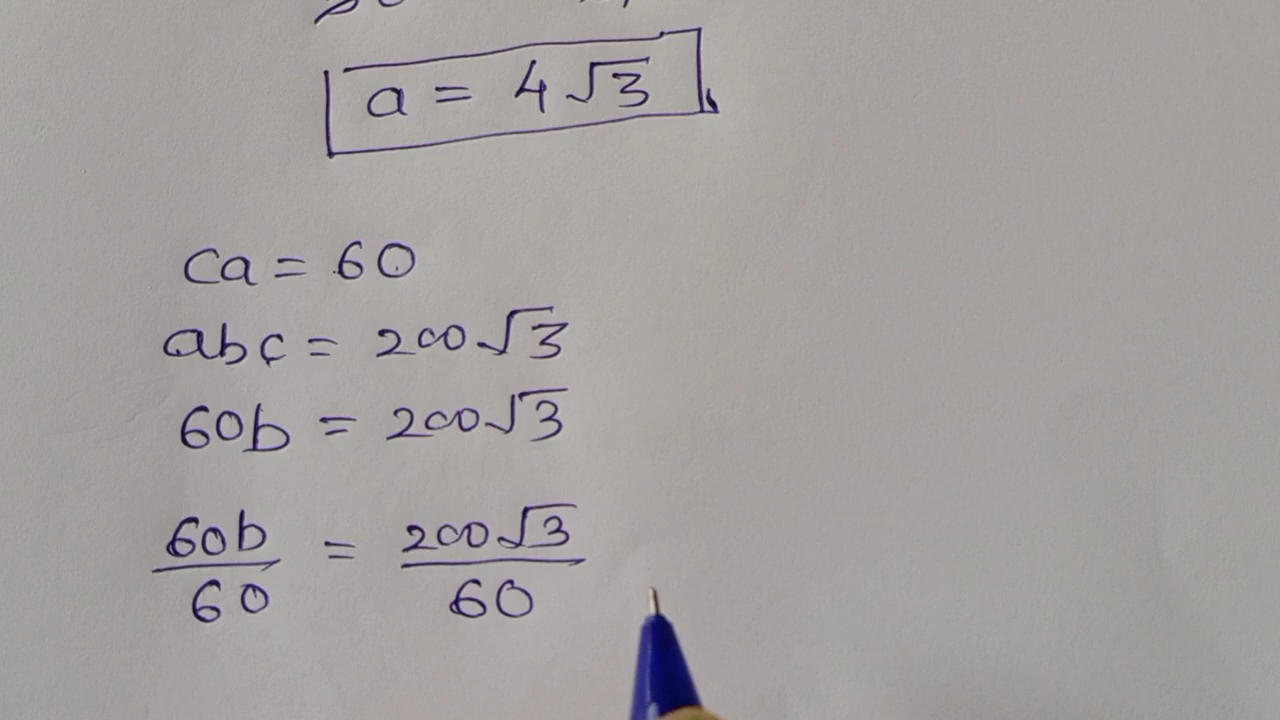 a = 4√3
ca = 60
abc = 200√3
60b = 200√3
60b/60 = 200√3/60